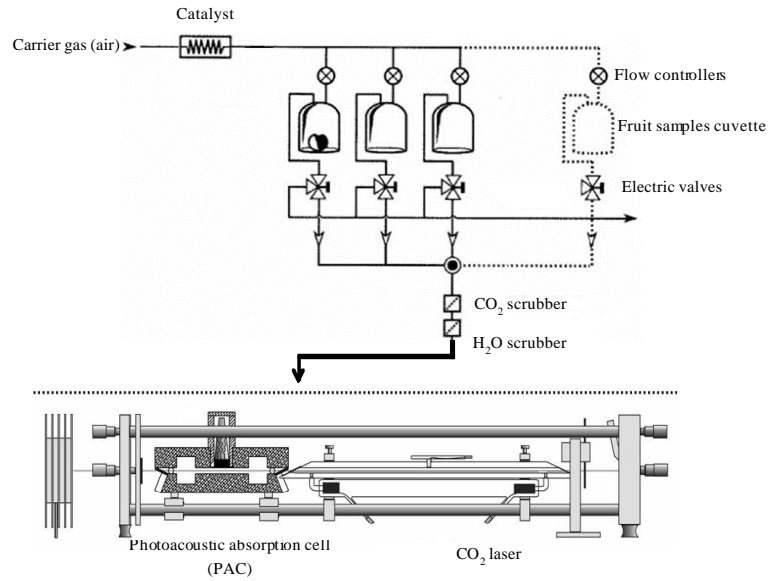 Catalyst
Carrier gas (air)
Flow controllers
Fruit samples cuvette
Electric valves
CO₂ scrubber
H₂O scrubber
Photoacoustic absorption cell
(PAC)
CO₂ laser